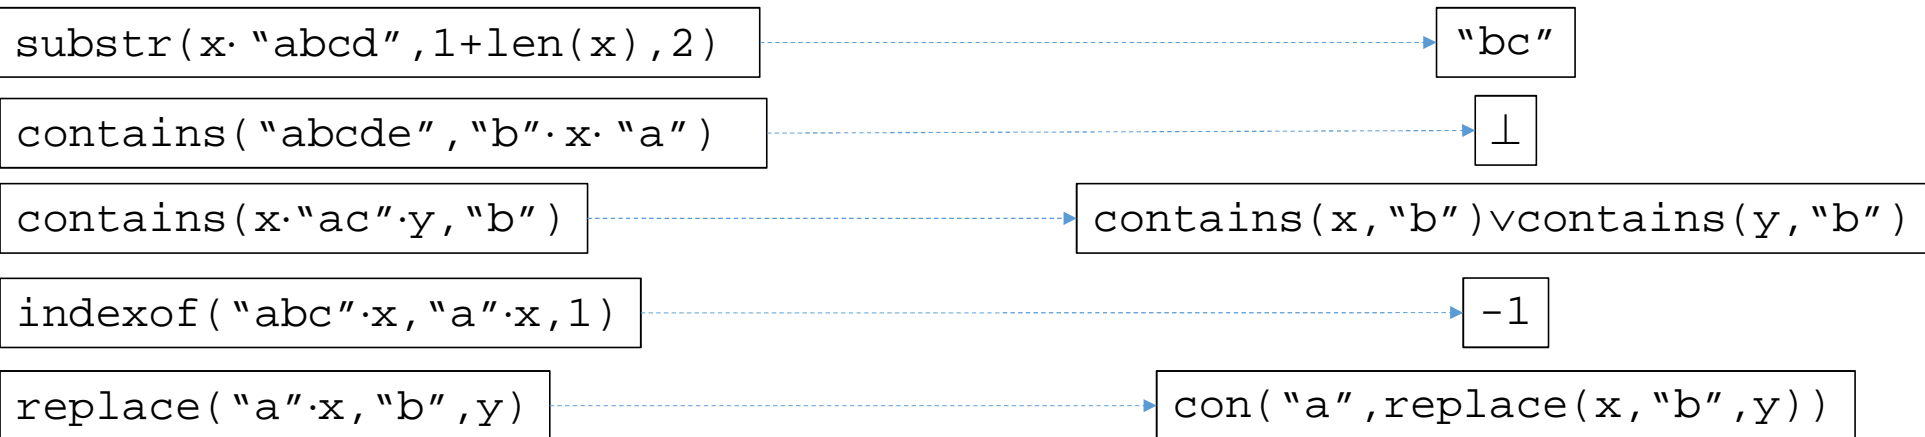 substr(x· “abcd”,1+len(x),2) “bc”
contains(“abcde”,“b”·x· “a”) ⊥
contains(x·“ac”·y,“b”) contains(x,“b”)∨contains(y,“b”)
indexof(“abc”·x,“a”·x,1) -1
replace(“a”·x,“b”,y) con(“a”,replace(x,“b”,y))